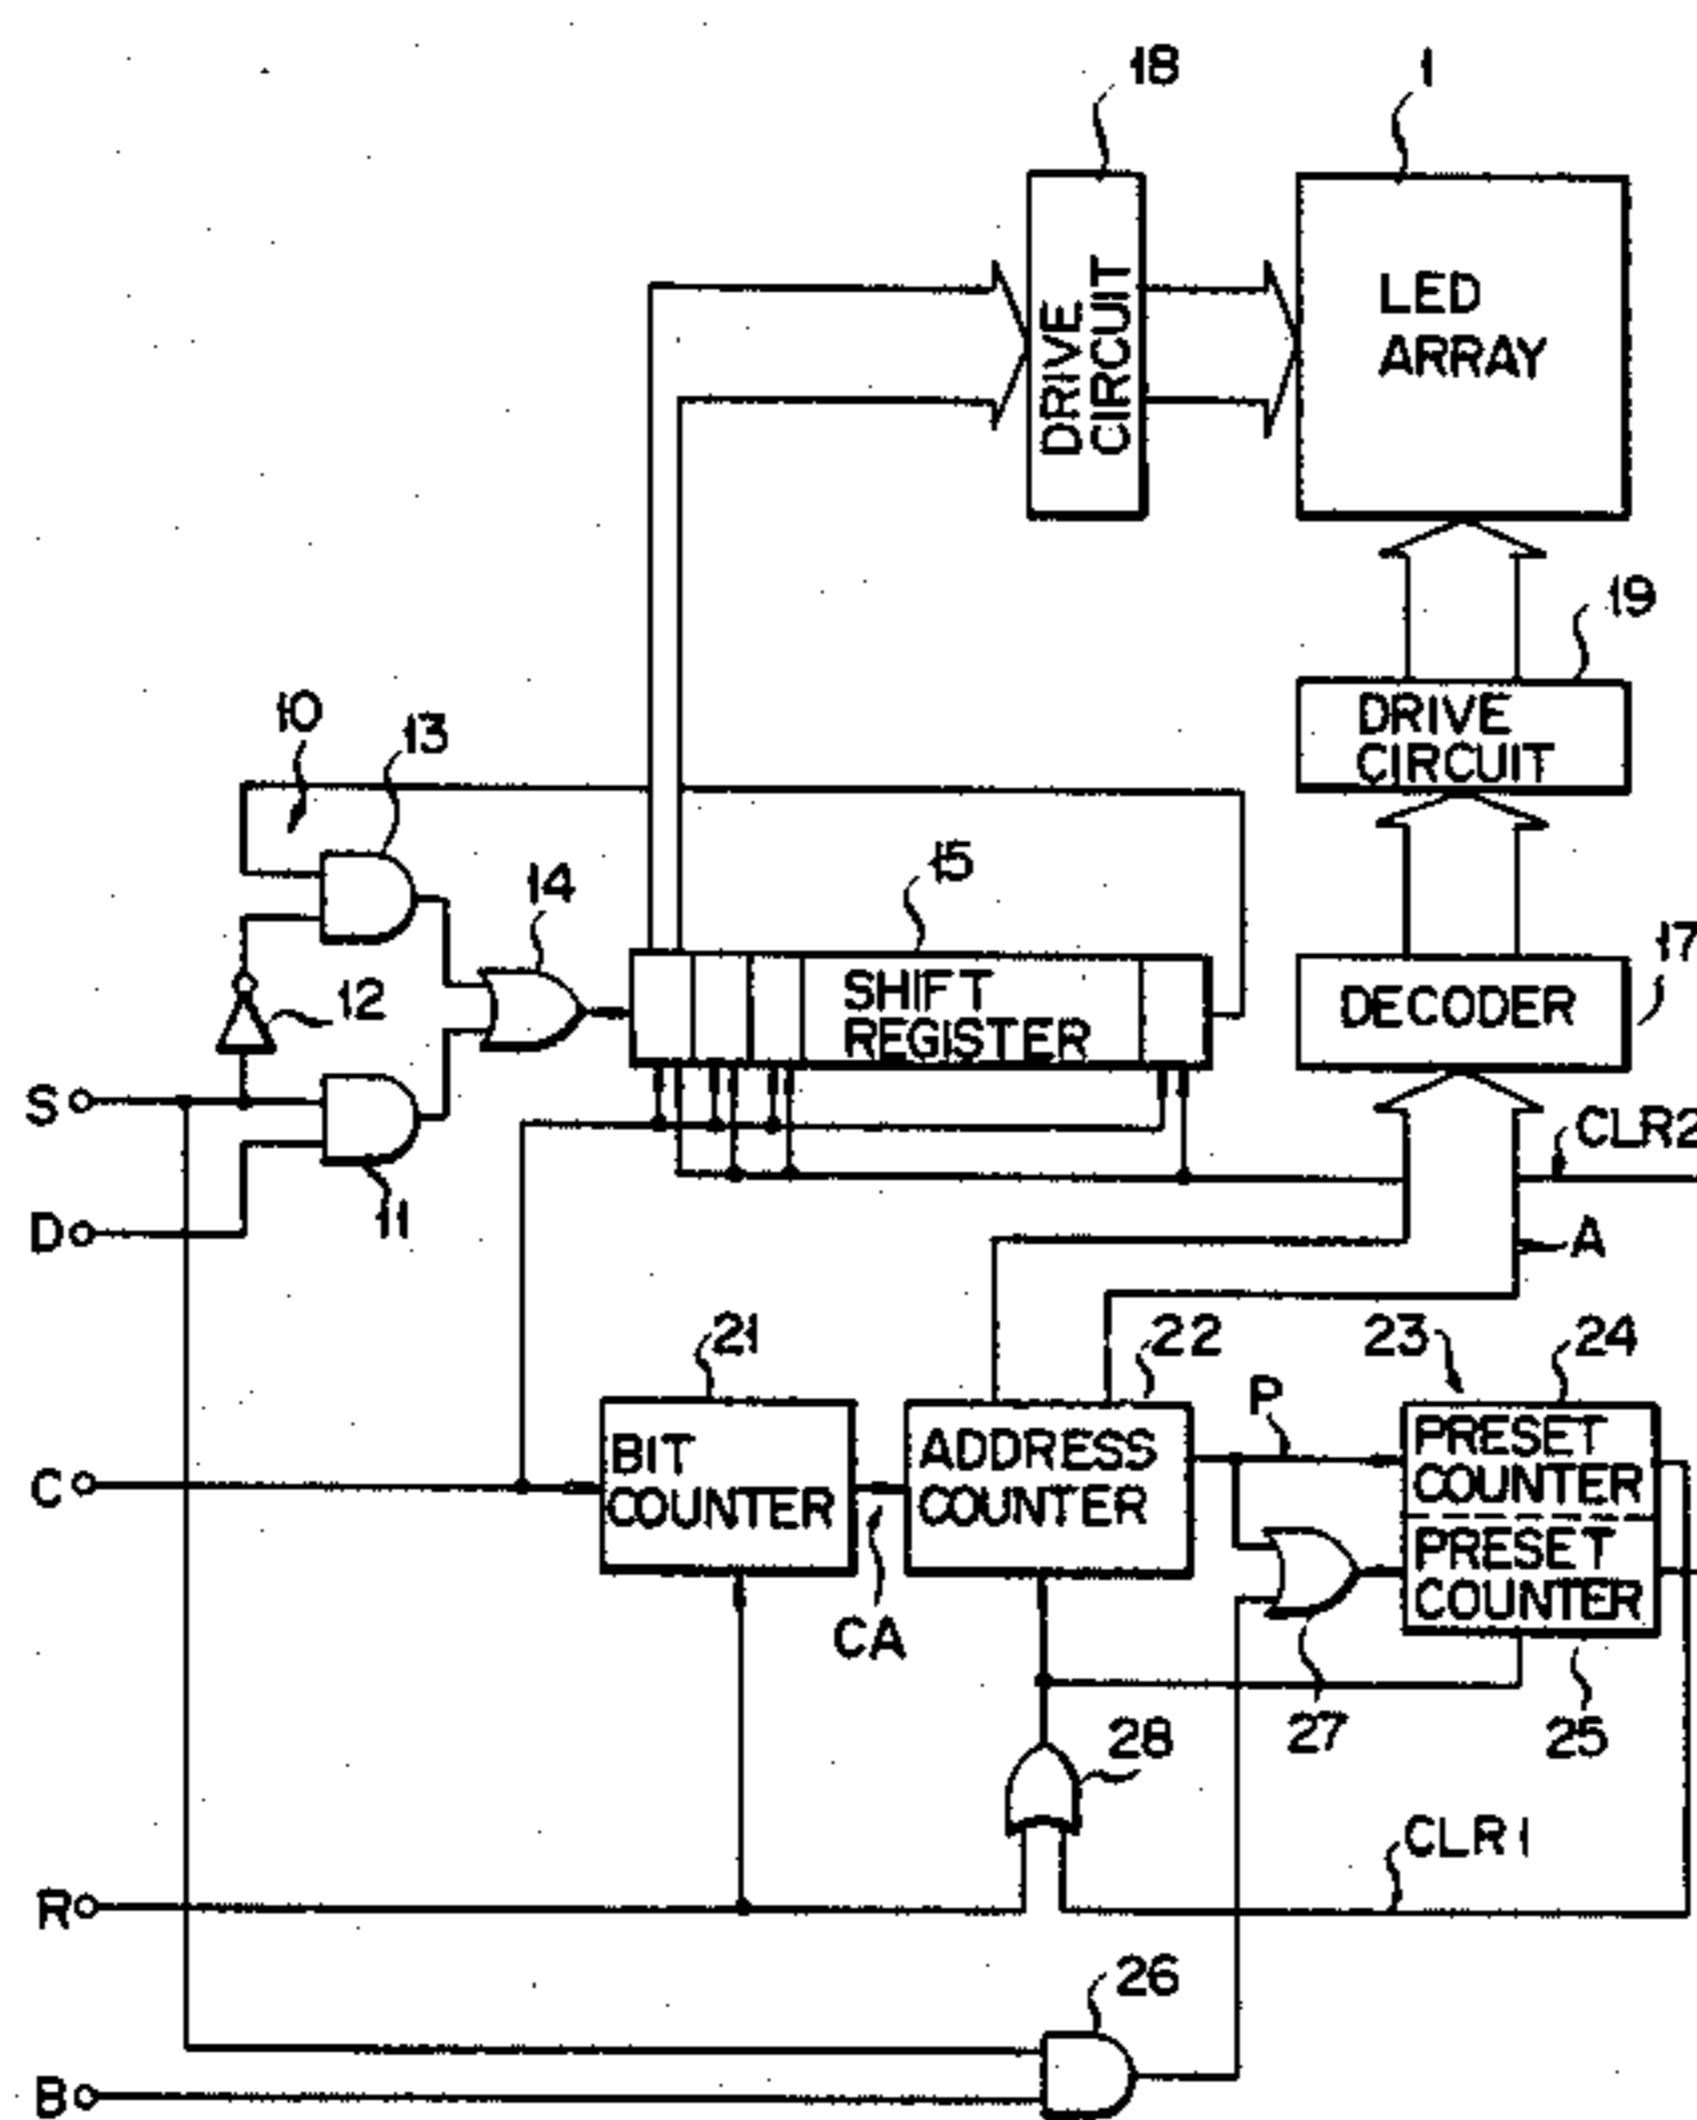 18
1
DRIVE
CIRCUIT
LED
ARRAY
19
DRIVE
CIRCUIT
10
13
14
15
17
12
SHIFT
REGISTER
DECODER
S
CLR2
D
11
A
21
22
23
24
P
C
BIT
COUNTER
ADDRESS
COUNTER
PRESET
COUNTER
PRESET
COUNTER
CA
27
25
28
CLR1
R
26
B